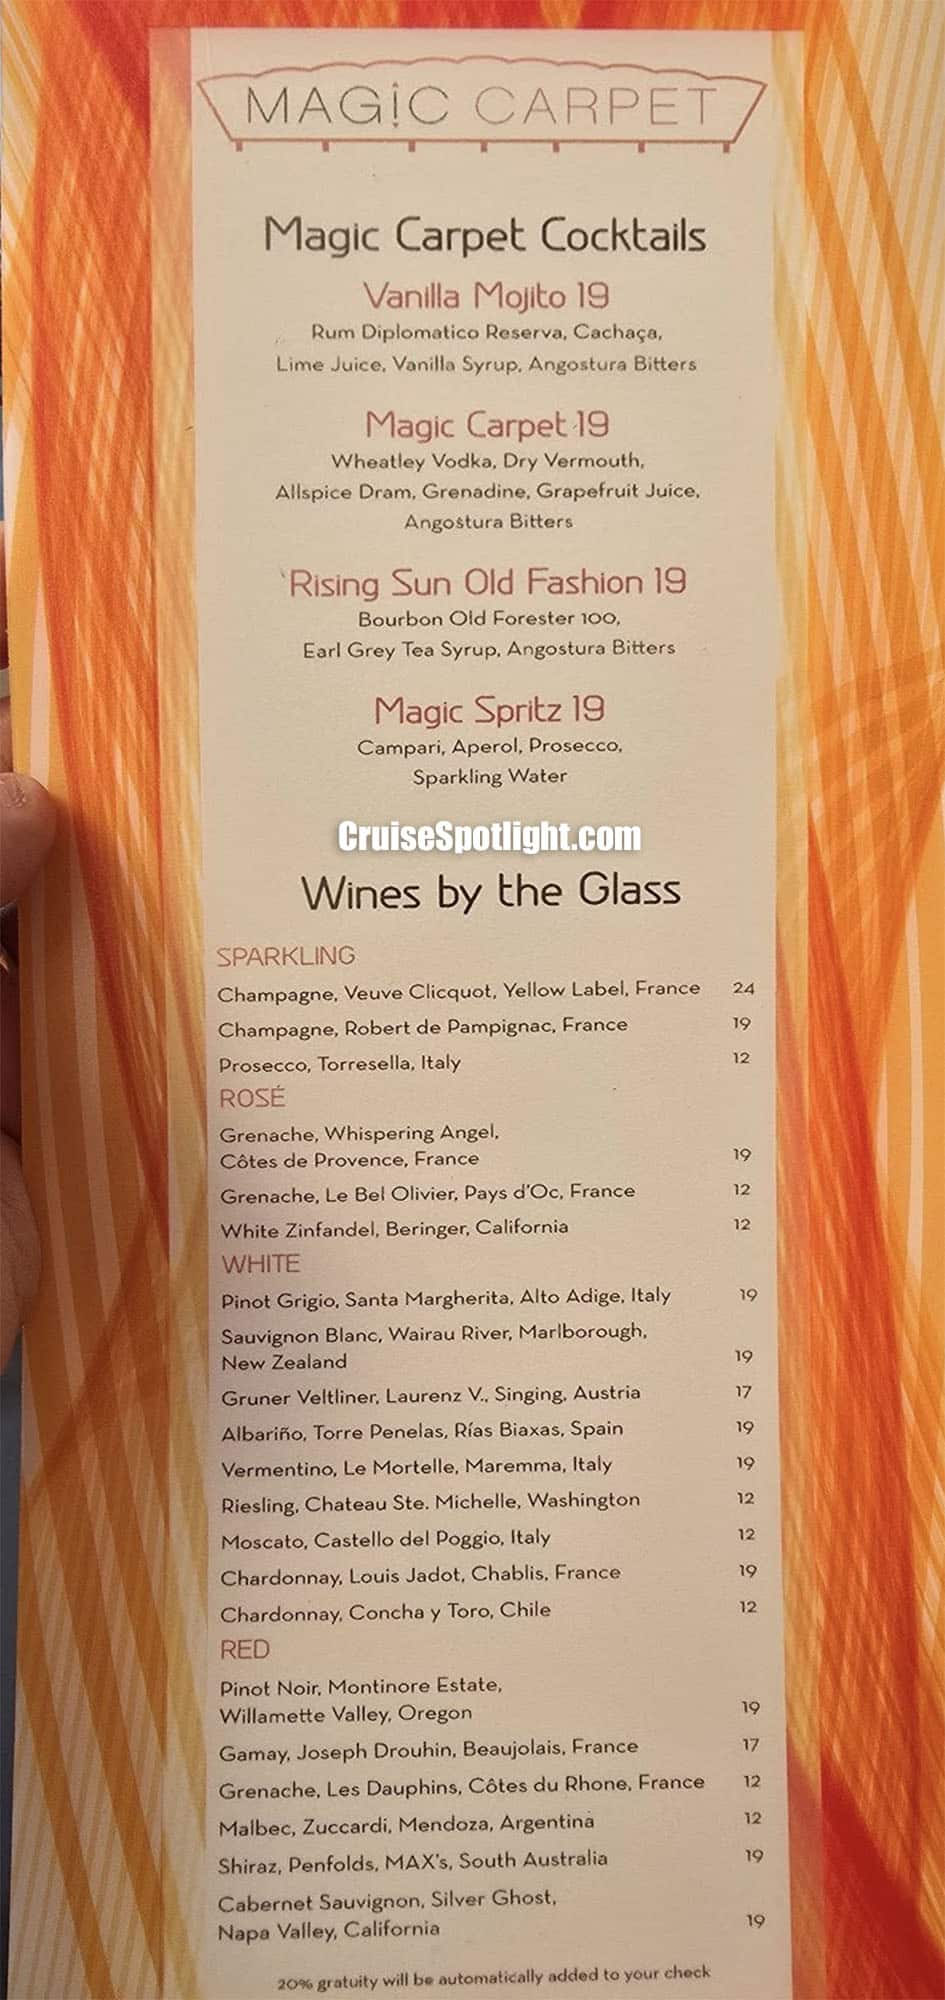 MAGiC CARPET
Magic Carpet Cocktails
Vanilla Mojito 19
Rum Diplomatico Reserva, Cachaça,
Lime Juice, Vanilla Syrup, Angostura Bitters
Magic Carpet 19
Wheatley Vodka, Dry Vermouth,
Allspice Dram, Grenadine, Grapefruit Juice,
Angostura Bitters
Rising Sun Old Fashion 19
Bourbon Old Forester 100,
Earl Grey Tea Syrup, Angostura Bitters
Magic Spritz 19
Campari, Aperol, Prosecco,
Sparkling Water
CruiseSpotlight.com
Wines by the Glass
SPARKLING
Champagne, Veuve Clicquot, Yellow Label, France 24
Champagne, Robert de Pampignac, France 19
Prosecco, Torresella, Italy 12
ROSÉ
Grenache, Whispering Angel,
Côtes de Provence, France 19
Grenache, Le Bel Olivier, Pays d'Oc, France 12
White Zinfandel, Beringer, California 12
WHITE
Pinot Grigio, Santa Margherita, Alto Adige, Italy 19
Sauvignon Blanc, Wairau River, Marlborough,
New Zealand 19
Gruner Veltliner, Laurenz V., Singing, Austria 17
Albariño, Torre Penelas, Rías Biaxas, Spain 19
Vermentino, Le Mortelle, Maremma, Italy 19
Riesling, Chateau Ste. Michelle, Washington 12
Moscato, Castello del Poggio, Italy 12
Chardonnay, Louis Jadot, Chablis, France 19
Chardonnay, Concha y Toro, Chile 12
RED
Pinot Noir, Montinore Estate,
Willamette Valley, Oregon 19
Gamay, Joseph Drouhin, Beaujolais, France 17
Grenache, Les Dauphins, Côtes du Rhone, France 12
Malbec, Zuccardi, Mendoza, Argentina 12
Shiraz, Penfolds, MAX's, South Australia 19
Cabernet Sauvignon, Silver Ghost,
Napa Valley, California 19
20% gratuity will be automatically added to your check